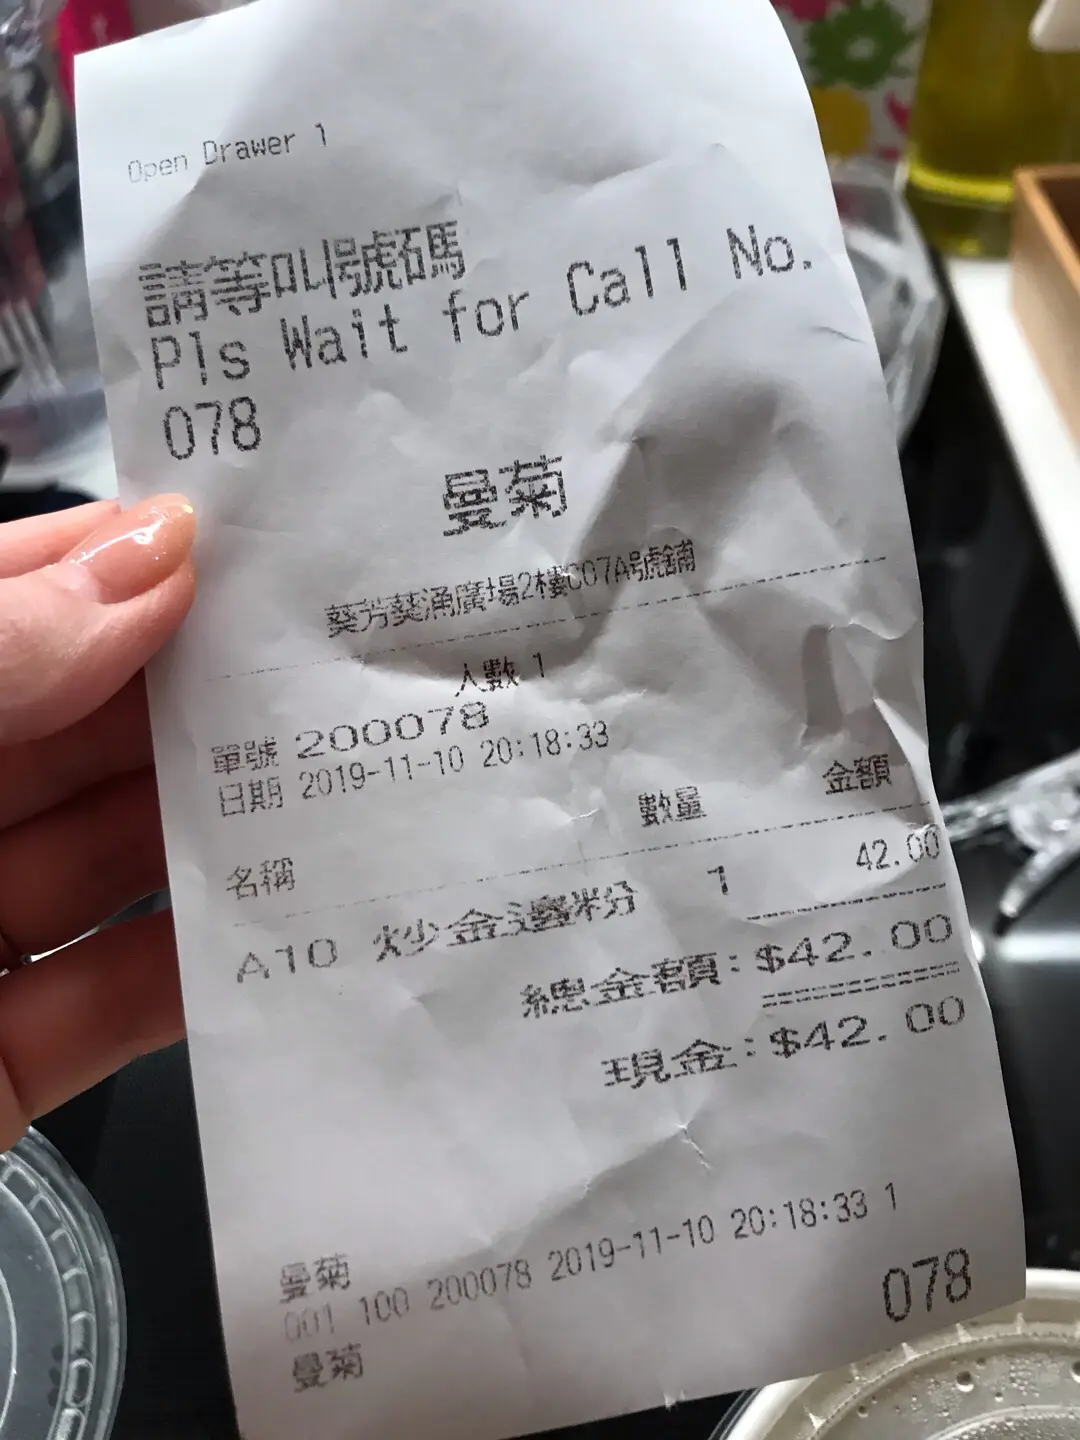 Open Drawer 1
請等叫號碼
Pls Wait for Call No.
078
曼菊
葵芳葵涌廣場2樓C07A號舖
人數 1
單號 200078
日期 2019-11-10 20:18:33
名稱 數量 金額
A10 炒金邊粉 1 42.00
總金額:$42.00
現金:$42.00
曼菊
001 100 200078 2019-11-10 20:18:33 1
曼菊 078